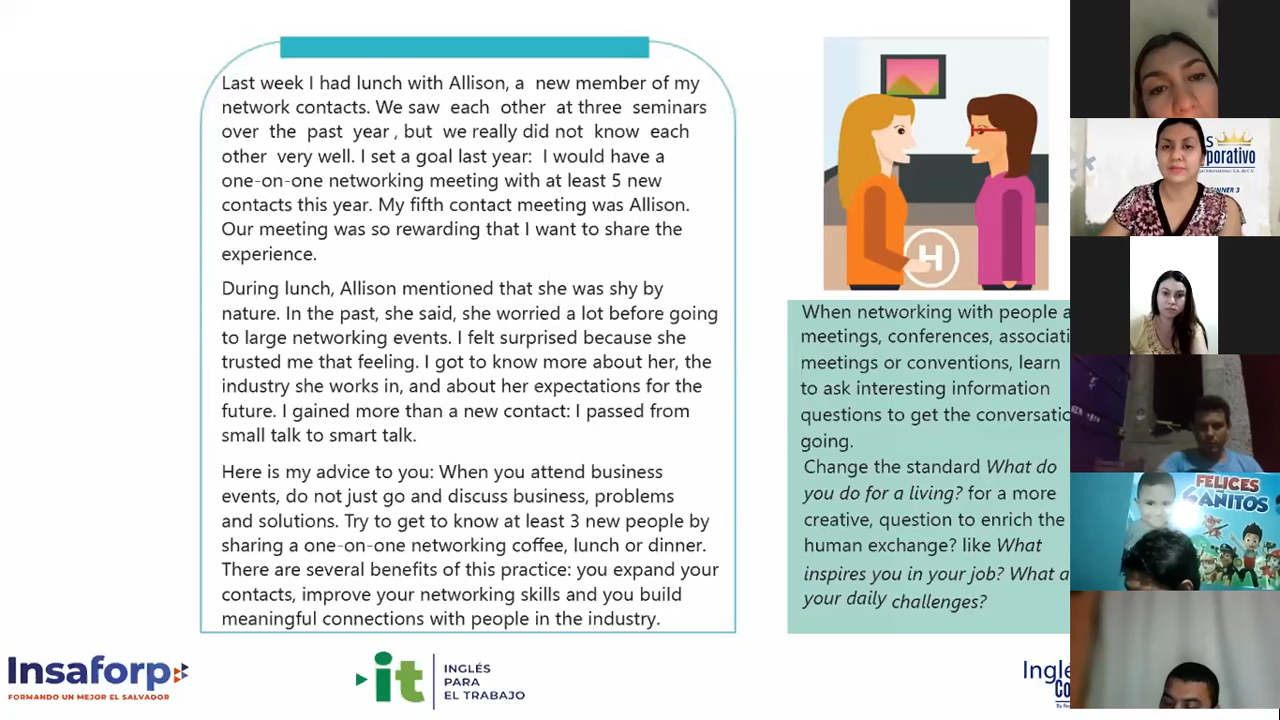 Last week I had lunch with Allison, a new member of my
network contacts. We saw each other at three seminars
over the past year , but we really did not know each
other very well. I set a goal last year: I would have a
one-on-one networking meeting with at least 5 new
contacts this year. My fifth contact meeting was Allison.
Our meeting was so rewarding that I want to share the
experience.
During lunch, Allison mentioned that she was shy by
nature. In the past, she said, she worried a lot before going
to large networking events. I felt surprised because she
trusted me that feeling. I got to know more about her, the
industry she works in, and about her expectations for the
future. I gained more than a new contact: I passed from
small talk to smart talk.
Here is my advice to you: When you attend business
events, do not just go and discuss business, problems
and solutions. Try to get to know at least 3 new people by
sharing a one-on-one networking coffee, lunch or dinner.
There are several benefits of this practice: you expand your
contacts, improve your networking skills and you build
meaningful connections with people in the industry.
H
When networking with people a
meetings, conferences, associati
meetings or conventions, learn
to ask interesting information
questions to get the conversatio
going.
Change the standard What do
you do for a living? for a more
creative, question to enrich the
human exchange? like What
inspires you in your job? What a
your daily challenges?
Insaforp
FORMANDO UN MEJOR EL SALVADOR
it
INGLÉS
PARA
EL TRABAJO
Inglé
Co
S
rporativo
GINNER 3
FELICES
4 AÑITOS